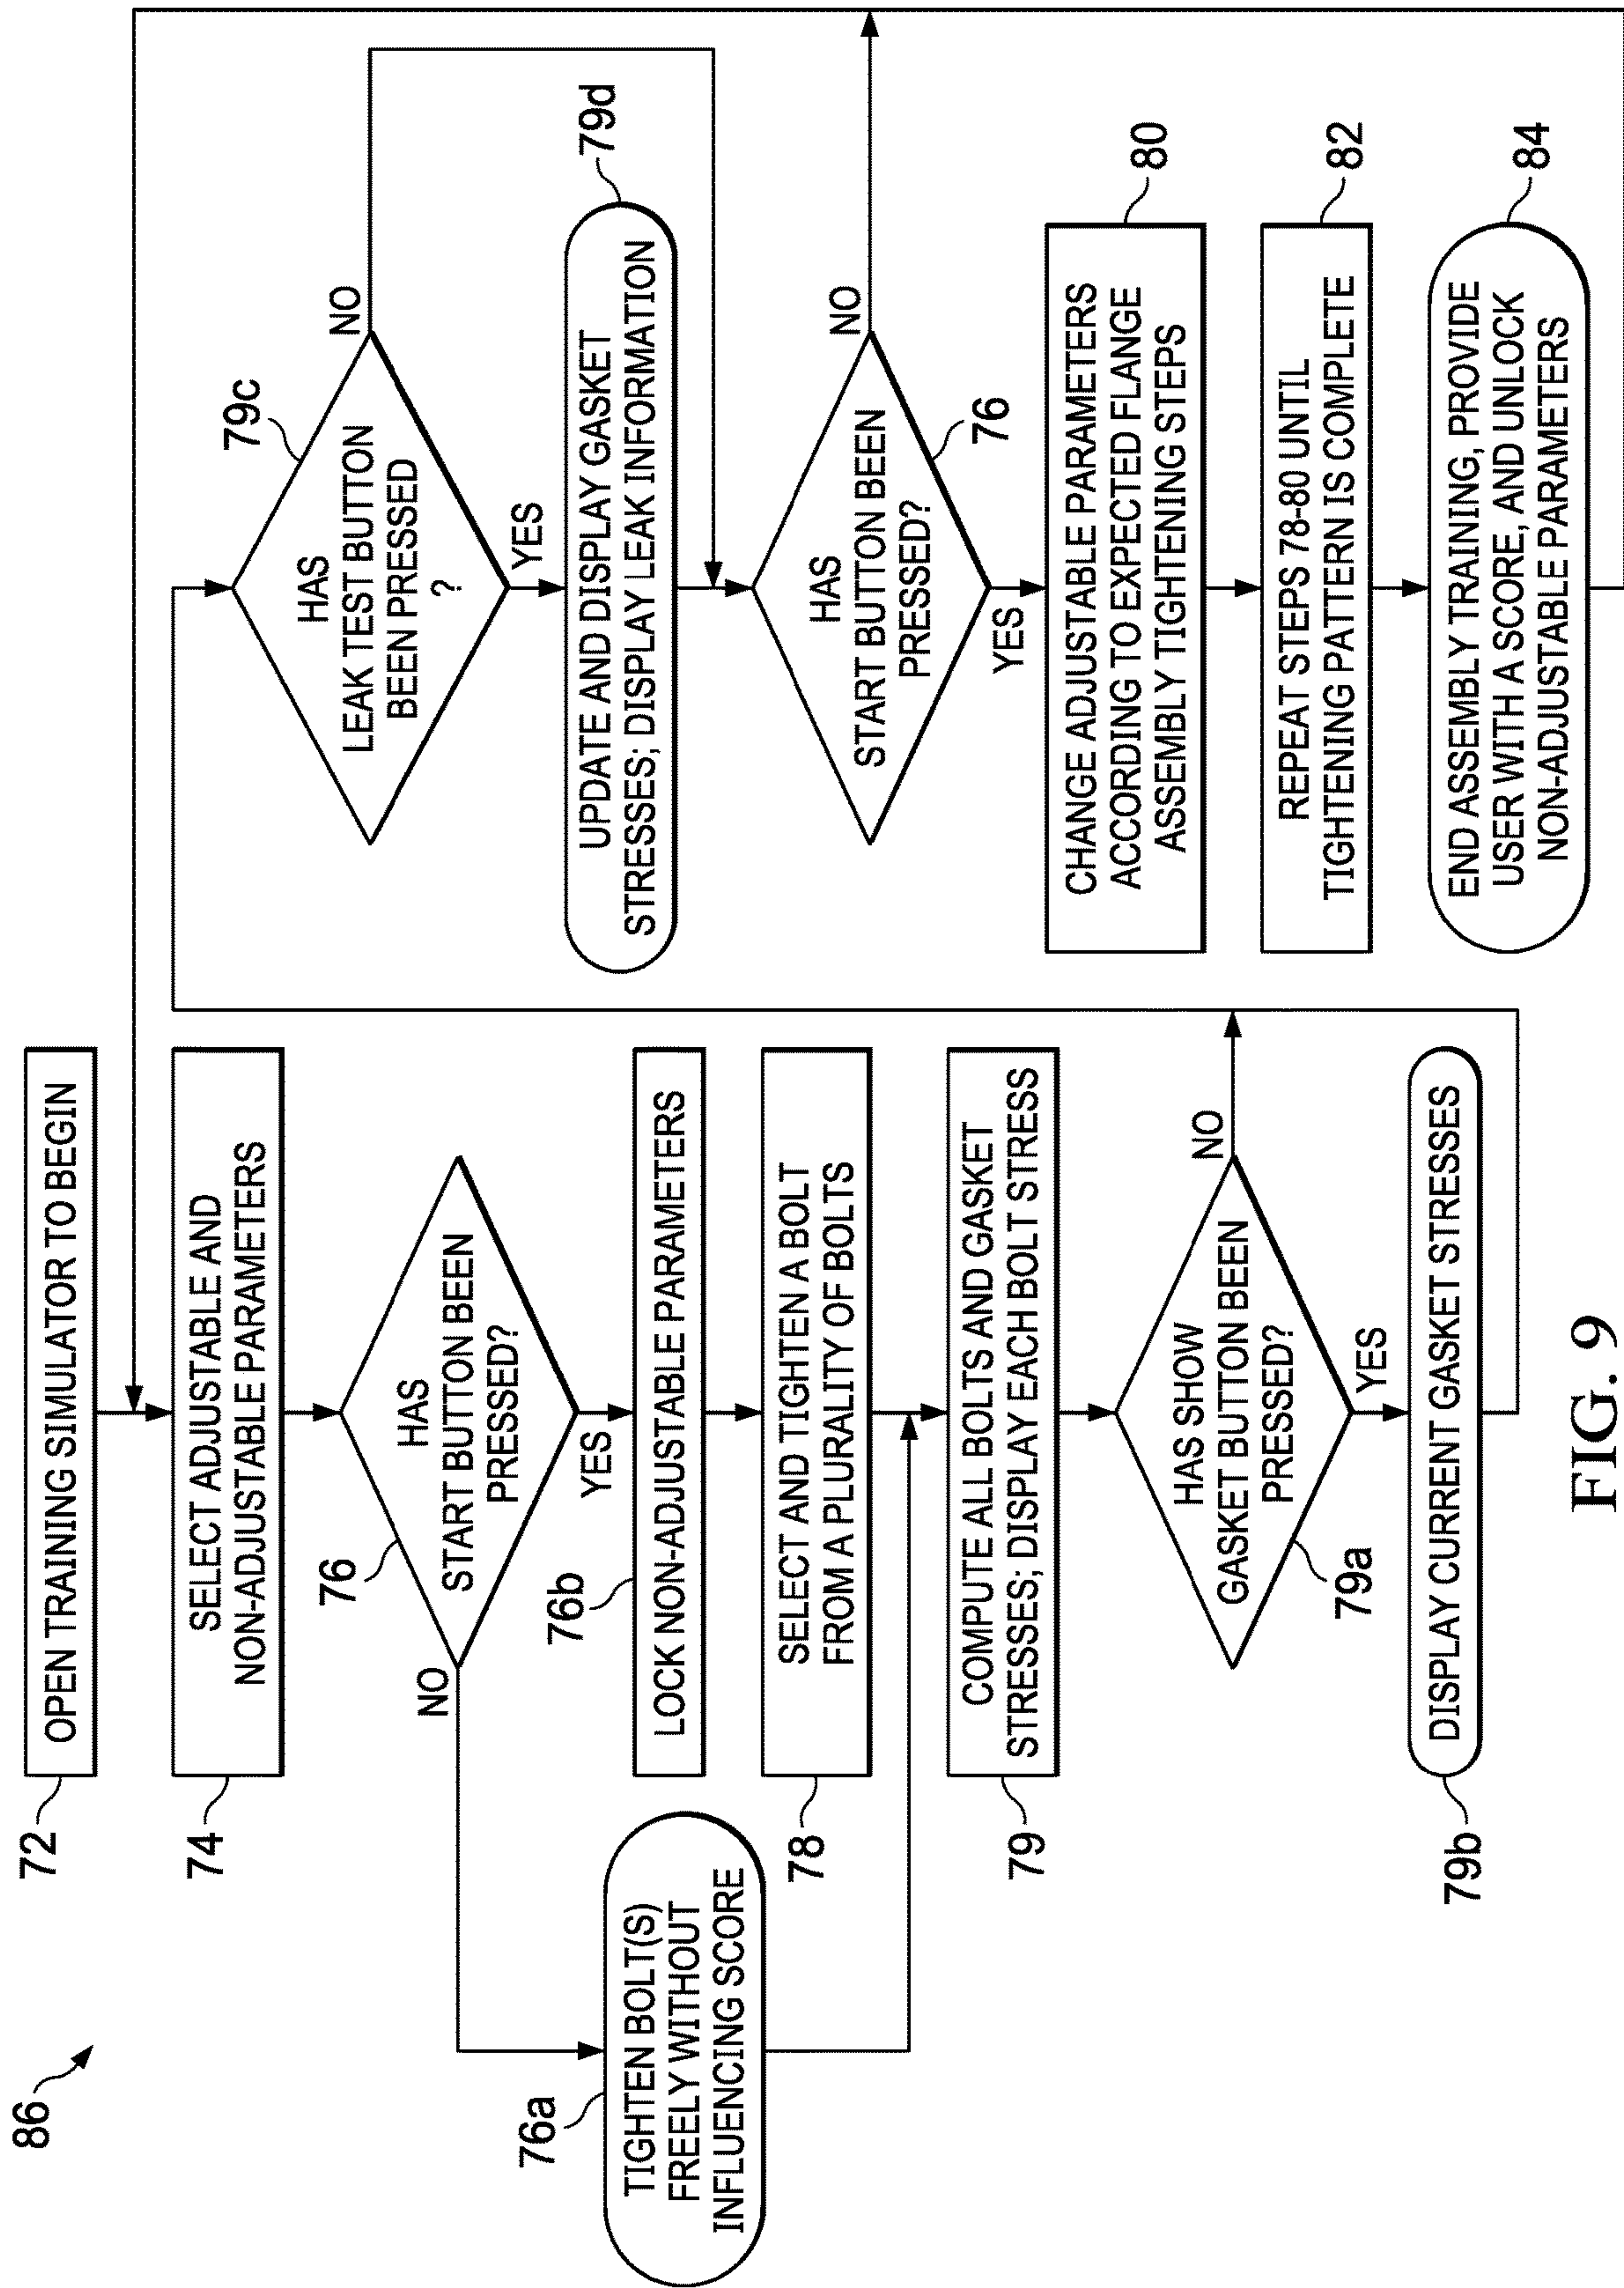 86
72
OPEN TRAINING SIMULATOR TO BEGIN
74
SELECT ADJUSTABLE AND
NON-ADJUSTABLE PARAMETERS
76
HAS
START BUTTON BEEN
PRESSED?
NO
YES
76a
TIGHTEN BOLT(S)
FREELY WITHOUT
INFLUENCING SCORE
76b
LOCK NON-ADJUSTABLE PARAMETERS
78
SELECT AND TIGHTEN A BOLT
FROM A PLURALITY OF BOLTS
79
COMPUTE ALL BOLTS AND GASKET
STRESSES; DISPLAY EACH BOLT STRESS
79a
HAS SHOW
GASKET BUTTON BEEN
PRESSED?
NO
YES
79b
DISPLAY CURRENT GASKET STRESSES
79c
HAS
LEAK TEST BUTTON
BEEN PRESSED
?
NO
YES
79d
UPDATE AND DISPLAY GASKET
STRESSES; DISPLAY LEAK INFORMATION
76
HAS
START BUTTON BEEN
PRESSED?
NO
YES
80
CHANGE ADJUSTABLE PARAMETERS
ACCORDING TO EXPECTED FLANGE
ASSEMBLY TIGHTENING STEPS
82
REPEAT STEPS 78-80 UNTIL
TIGHTENING PATTERN IS COMPLETE
84
END ASSEMBLY TRAINING, PROVIDE
USER WITH A SCORE, AND UNLOCK
NON-ADJUSTABLE PARAMETERS
FIG. 9